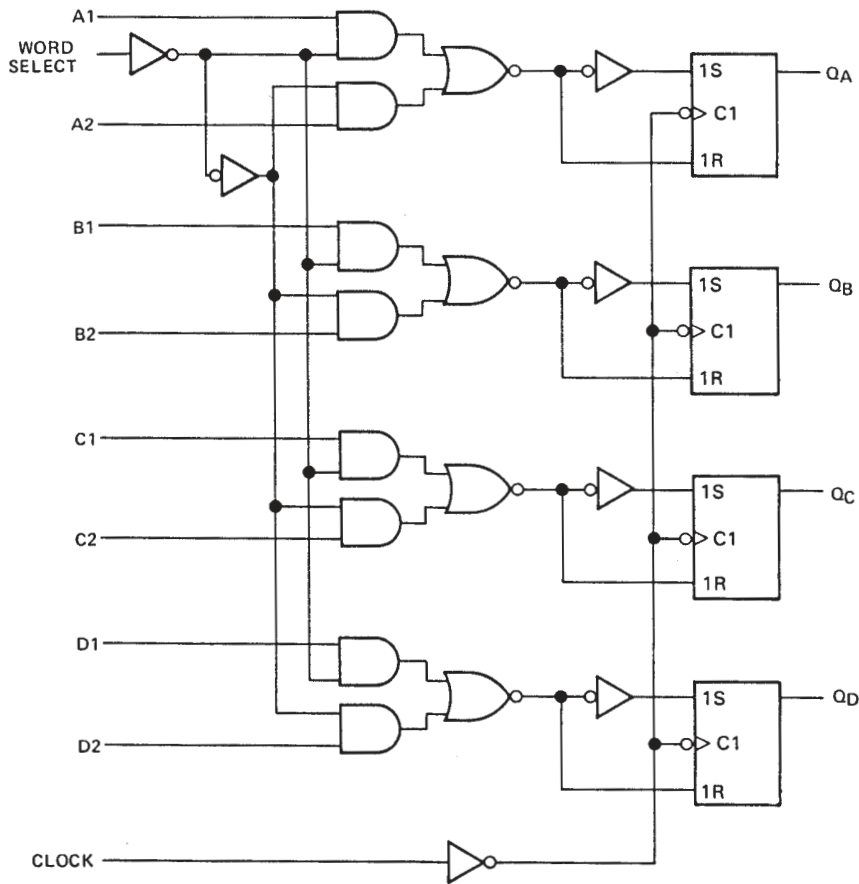 A1
WORD
SELECT
A2
1S
C1
1R
QA
B1
B2
1S
C1
1R
QB
C1
C2
1S
C1
1R
QC
D1
D2
1S
C1
1R
QD
CLOCK